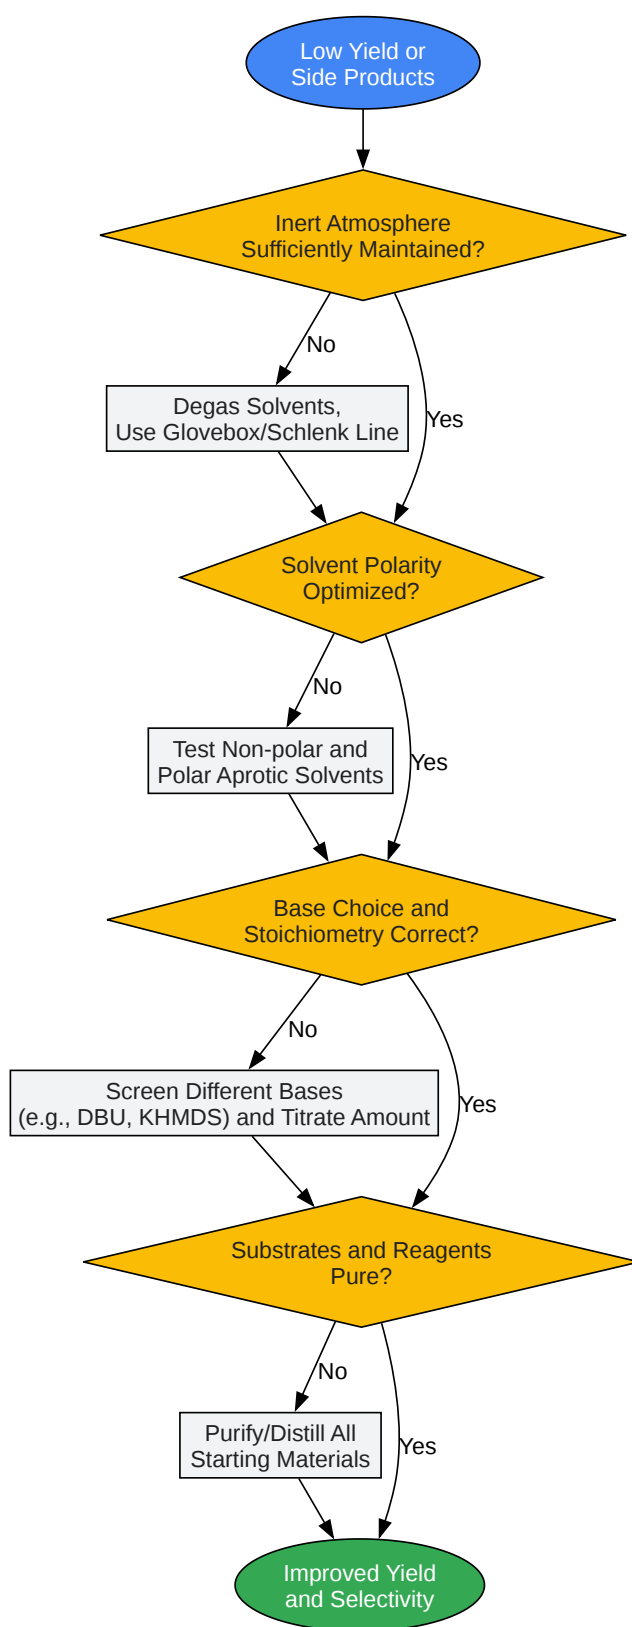 Low Yield or
Side Products
Inert Atmosphere
Sufficiently Maintained?
No
Degas Solvents,
Use Glovebox/Schlenk Line
Yes
Solvent Polarity
Optimized?
No
Test Non-polar and
Polar Aprotic Solvents
Yes
Base Choice and
Stoichiometry Correct?
No
Screen Different Bases
(e.g., DBU, KHMDS) and Titrate Amount
Yes
Substrates and Reagents
Pure?
No
Purify/Distill All
Starting Materials
Yes
Improved Yield
and Selectivity